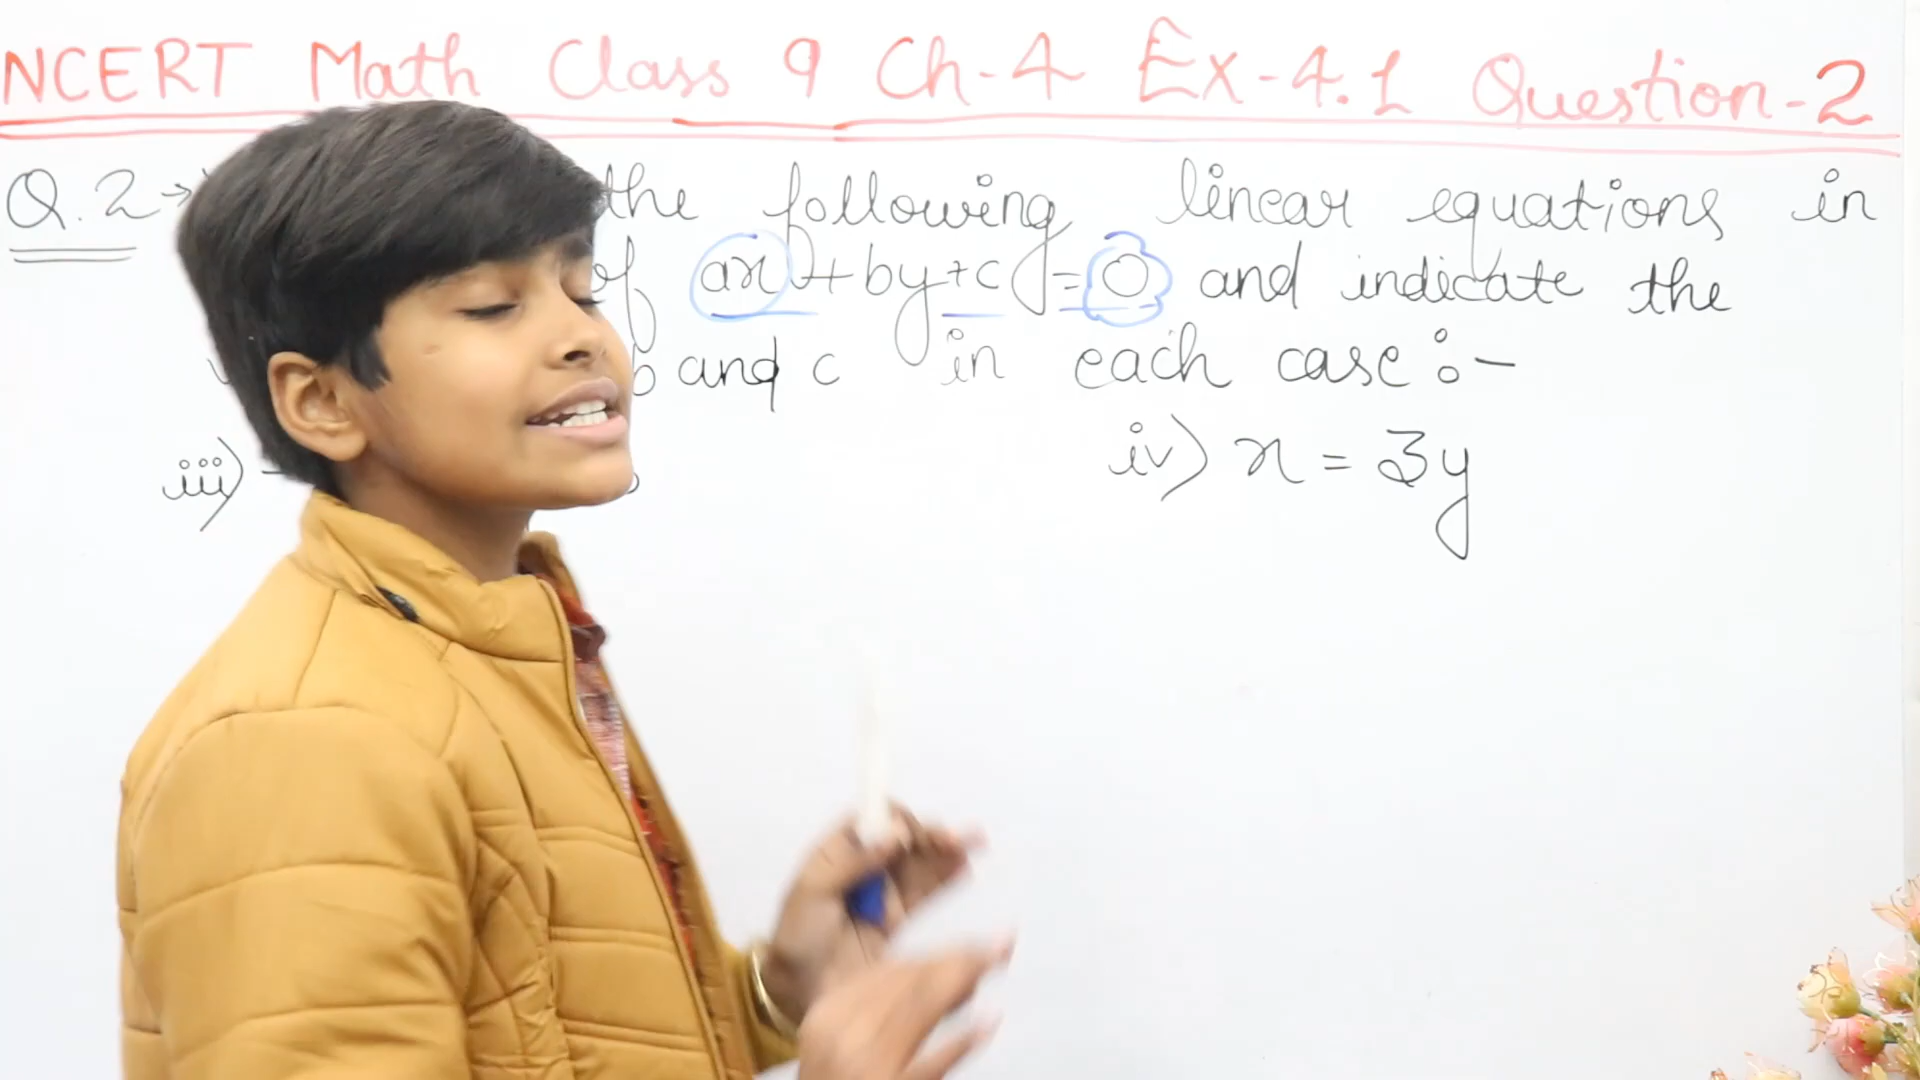 NCERT Math Class 9 Ch-4 Ex-4.1 Question-2
Q.2→ the following linear equations in
of ax+by+c=0 and indicate the
b and c in each case:-
iii) -
iv) x = 3y